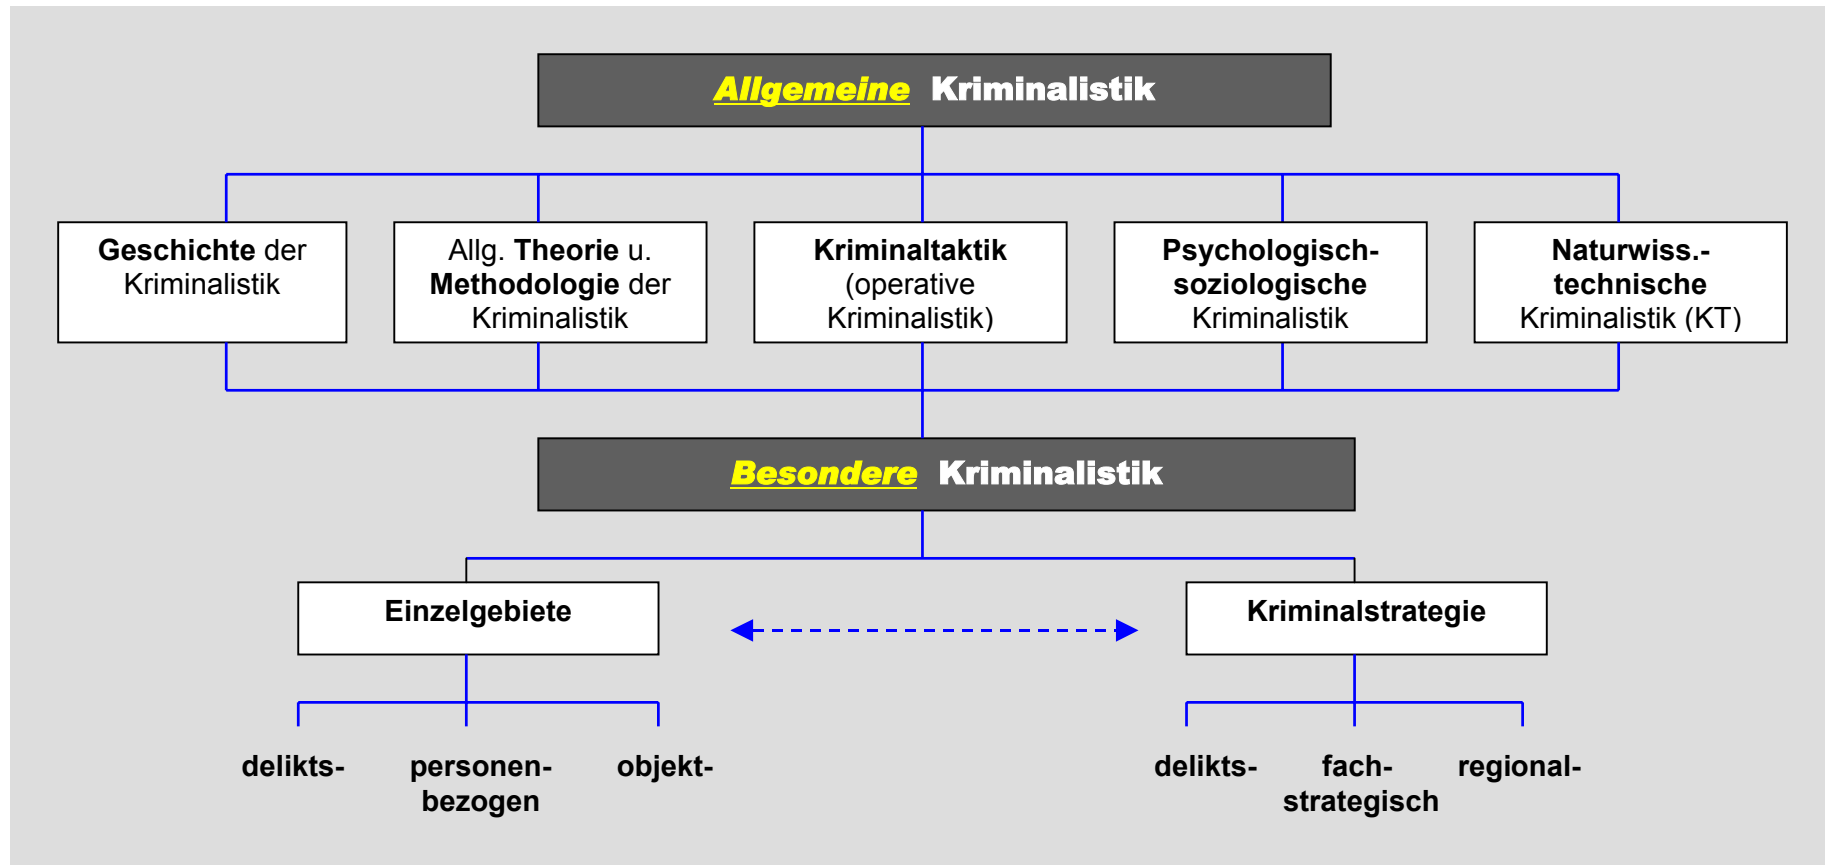 Allgemeine Kriminalistik
Geschichte der
Kriminalistik
Allg. Theorie u.
Methodologie der
Kriminalistik
Kriminaltaktik
(operative
Kriminalistik)
Psychologisch-
soziologische
Kriminalistik
Naturwiss.-
technische
Kriminalistik (KT)
Besondere Kriminalistik
Einzelgebiete
Kriminalstrategie
delikts-
personen-
bezogen
objekt-
delikts-
fach-
strategisch
regional-